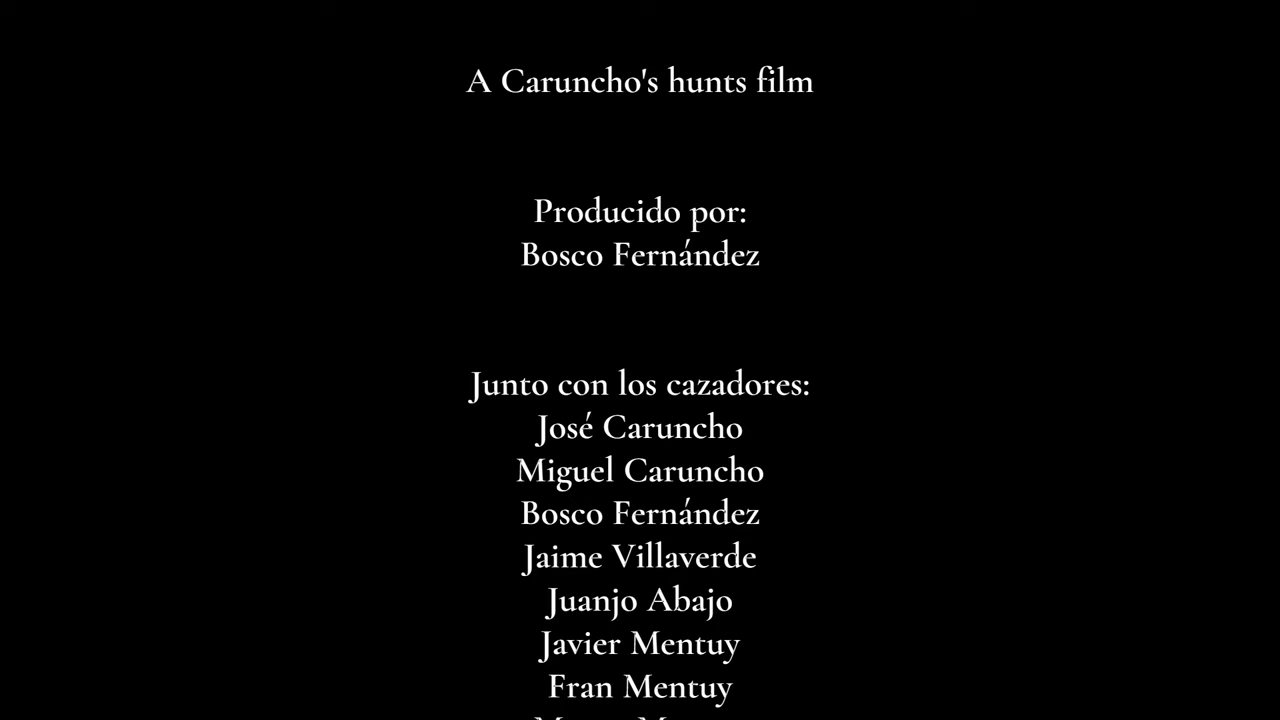 A Caruncho's hunts film
Producido por:
Bosco Fernández
Junto con los cazadores:
José Caruncho
Miguel Caruncho
Bosco Fernández
Jaime Villaverde
Juanjo Abajo
Javier Mentuy
Fran Mentuy